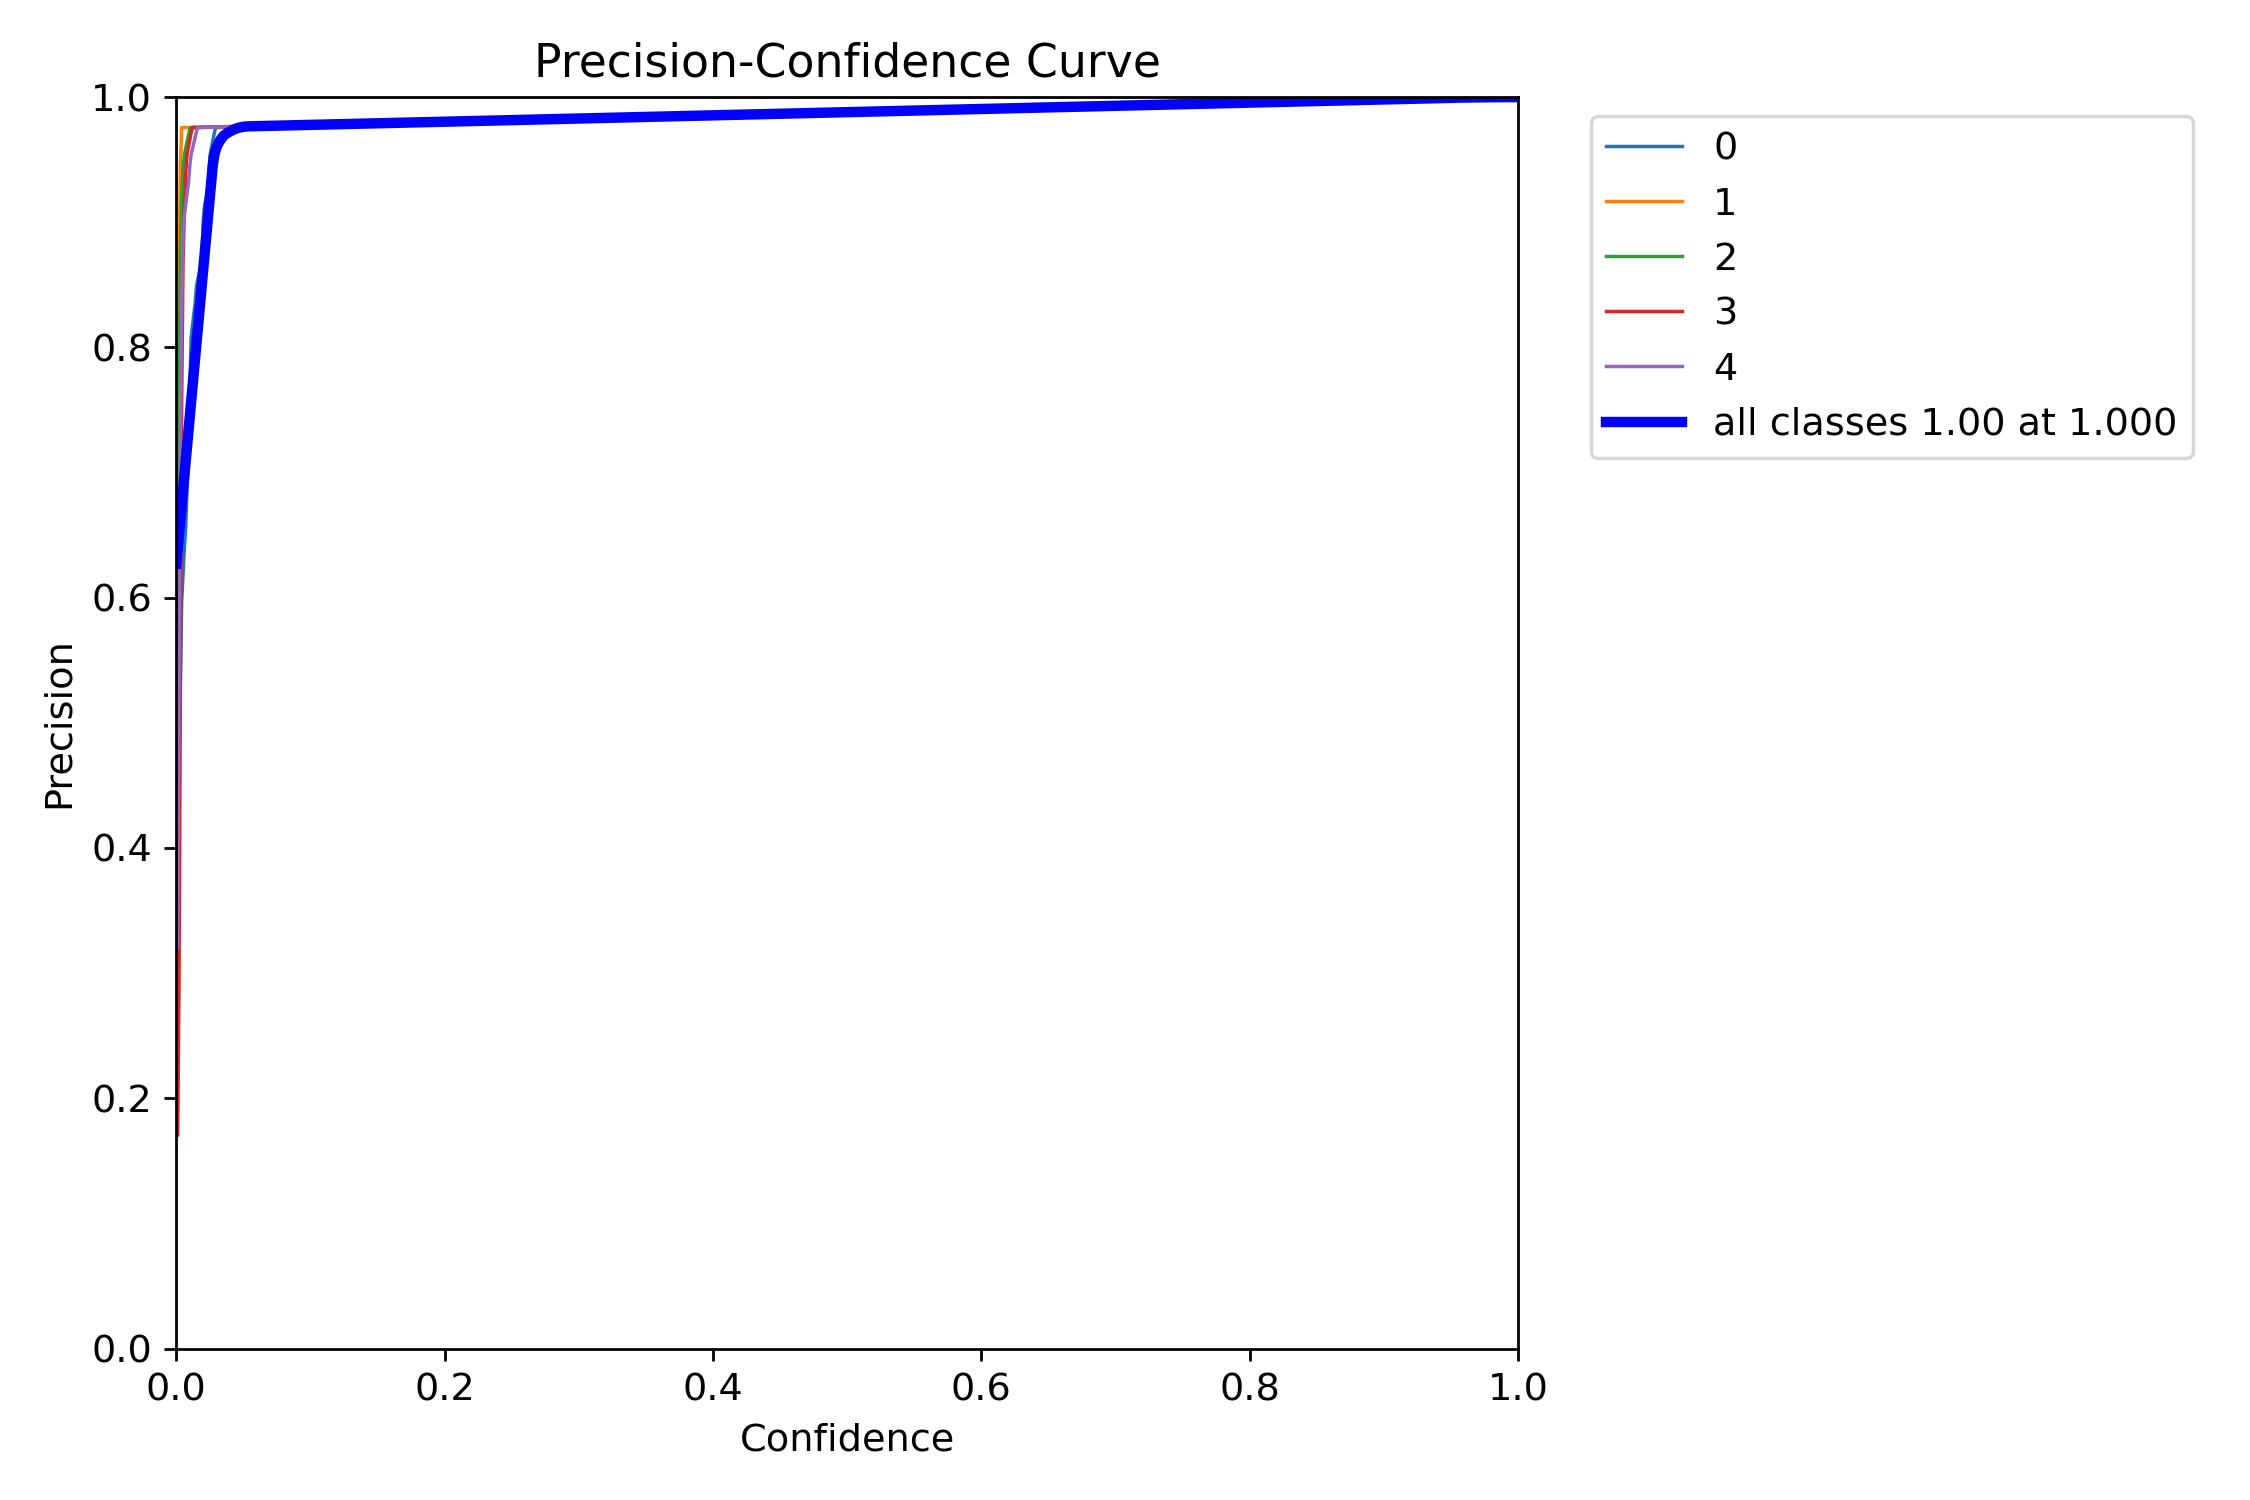 Precision-Confidence Curve
1.0
0.8
0.6
0.4
0.2
0.0
Precision
0.0 0.2 0.4 0.6 0.8 1.0
Confidence
0
1
2
3
4
all classes 1.00 at 1.000